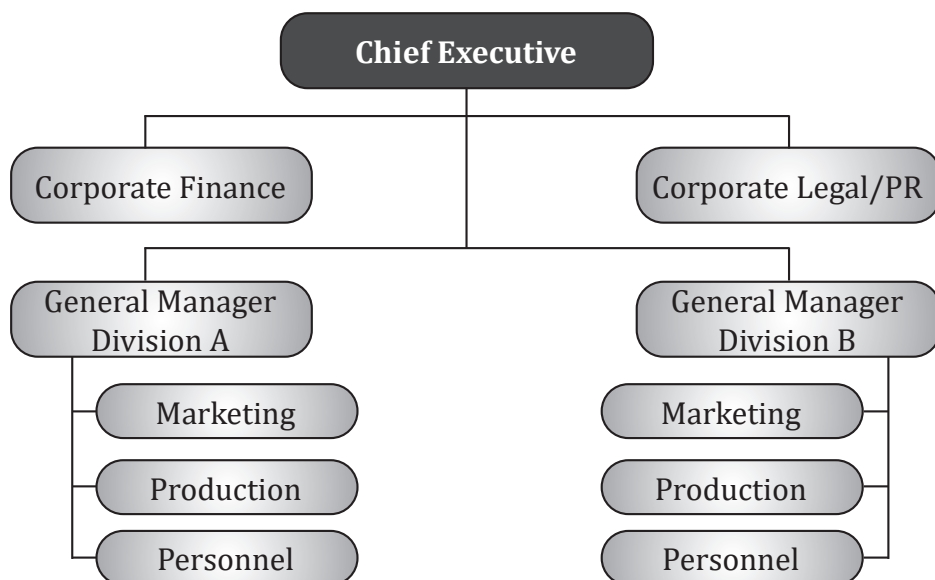 Chief Executive
Corporate Finance
Corporate Legal/PR
General Manager
Division A
General Manager
Division B
Marketing
Production
Personnel
Marketing
Production
Personnel